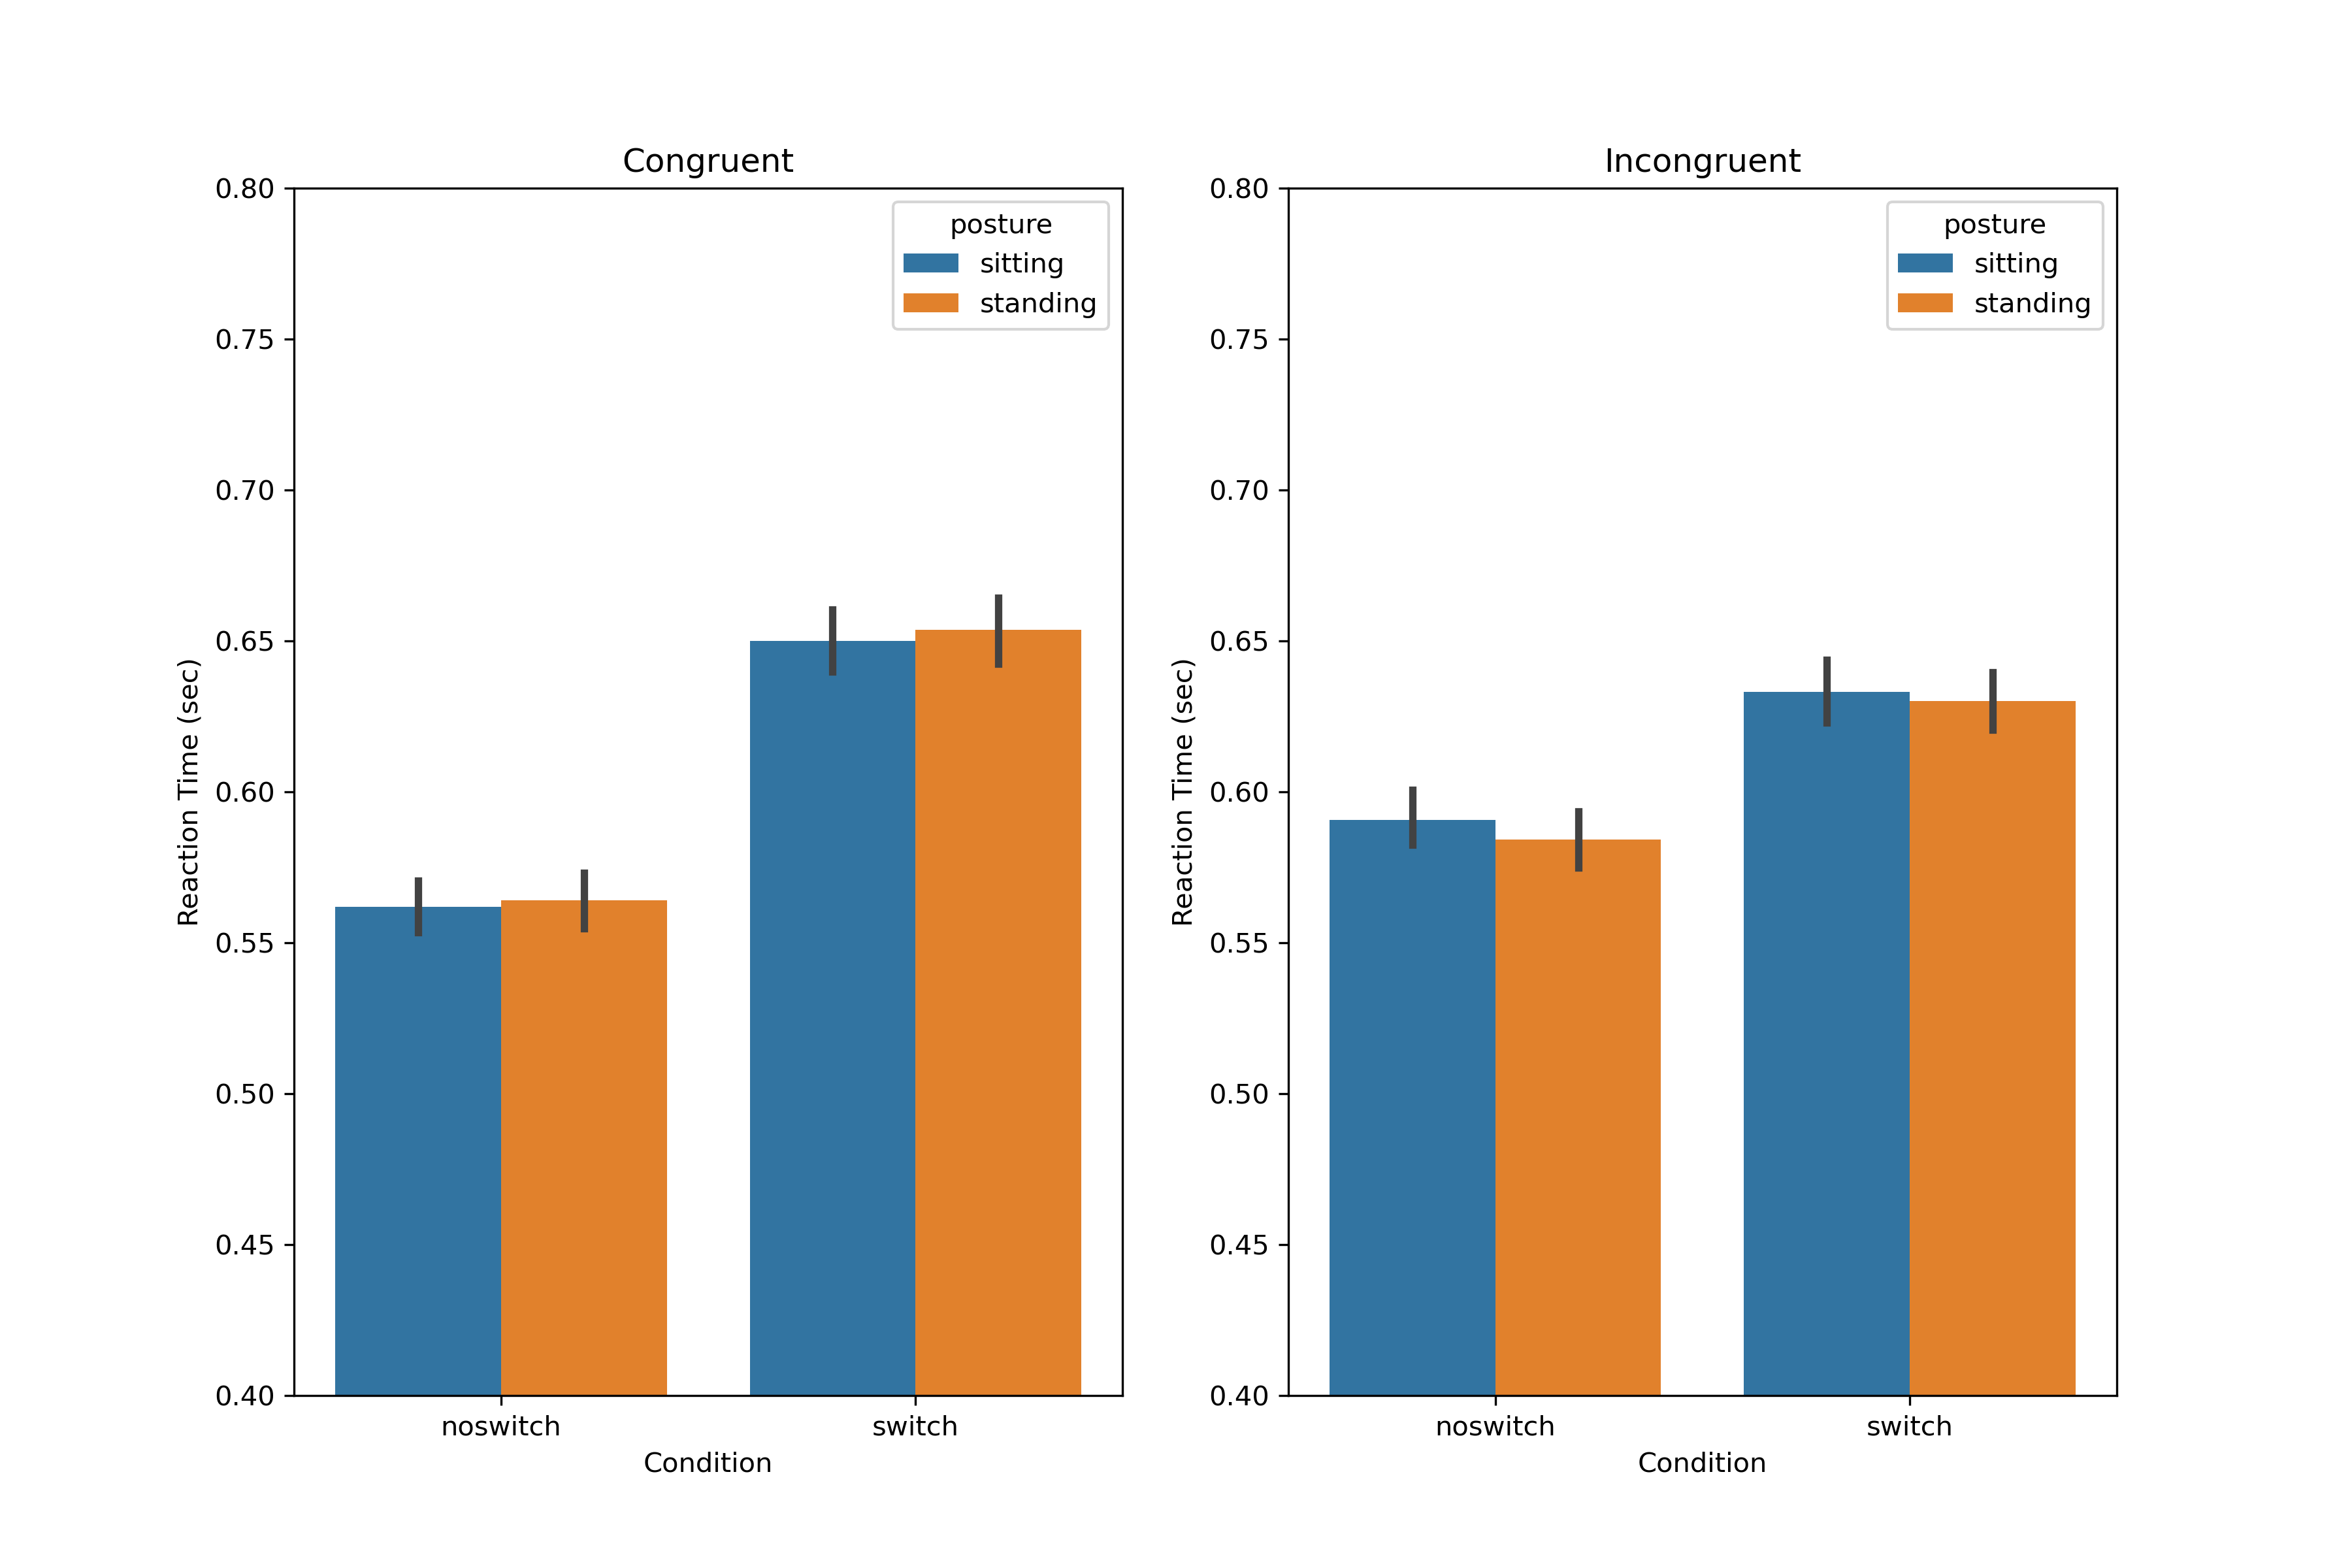 Congruent
0.80
0.75
0.70
0.65
0.60
0.55
0.50
0.45
0.40
Reaction Time (sec)
posture
sitting
standing
noswitch switch
Condition
Incongruent
0.80
0.75
0.70
0.65
0.60
0.55
0.50
0.45
0.40
Reaction Time (sec)
posture
sitting
standing
noswitch switch
Condition